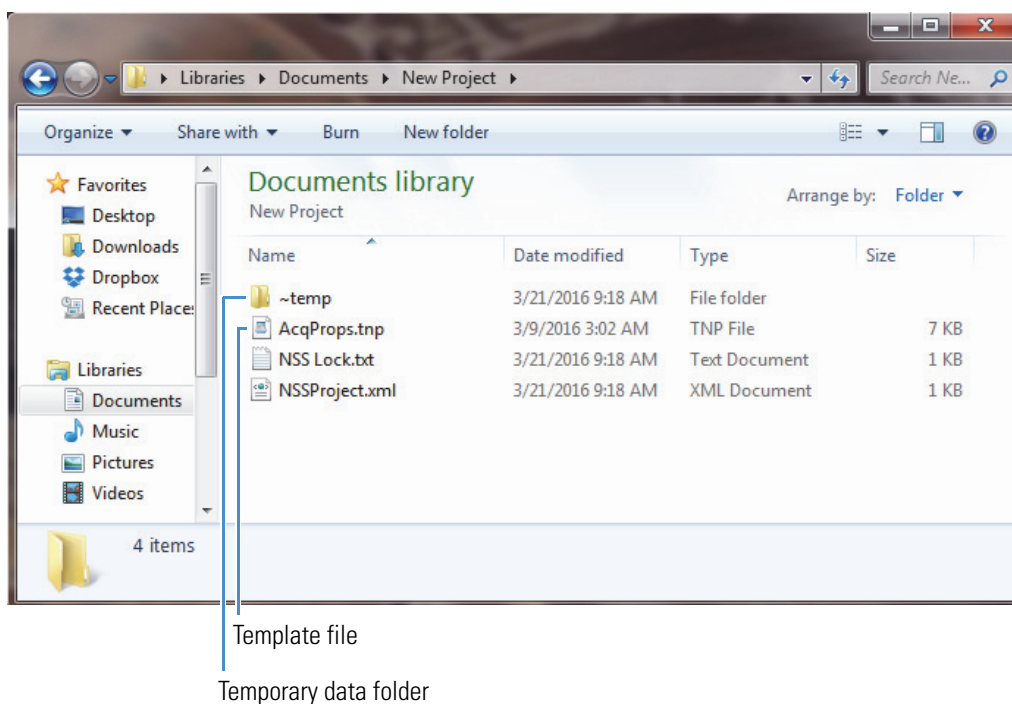 Libraries Documents New Project
Search Ne...
Organize Share with Burn New folder
Favorites
Desktop
Downloads
Dropbox
Recent Place
Libraries
Documents
Music
Pictures
Videos
Documents library
New Project
Arrange by: Folder
Name Date modified Type Size
~temp 3/21/2016 9:18 AM File folder
AcqProps.tnp 3/9/2016 3:02 AM TNP File 7 KB
NSS Lock.txt 3/21/2016 9:18 AM Text Document 1 KB
NSSProject.xml 3/21/2016 9:18 AM XML Document 1 KB
4 items
Template file
Temporary data folder